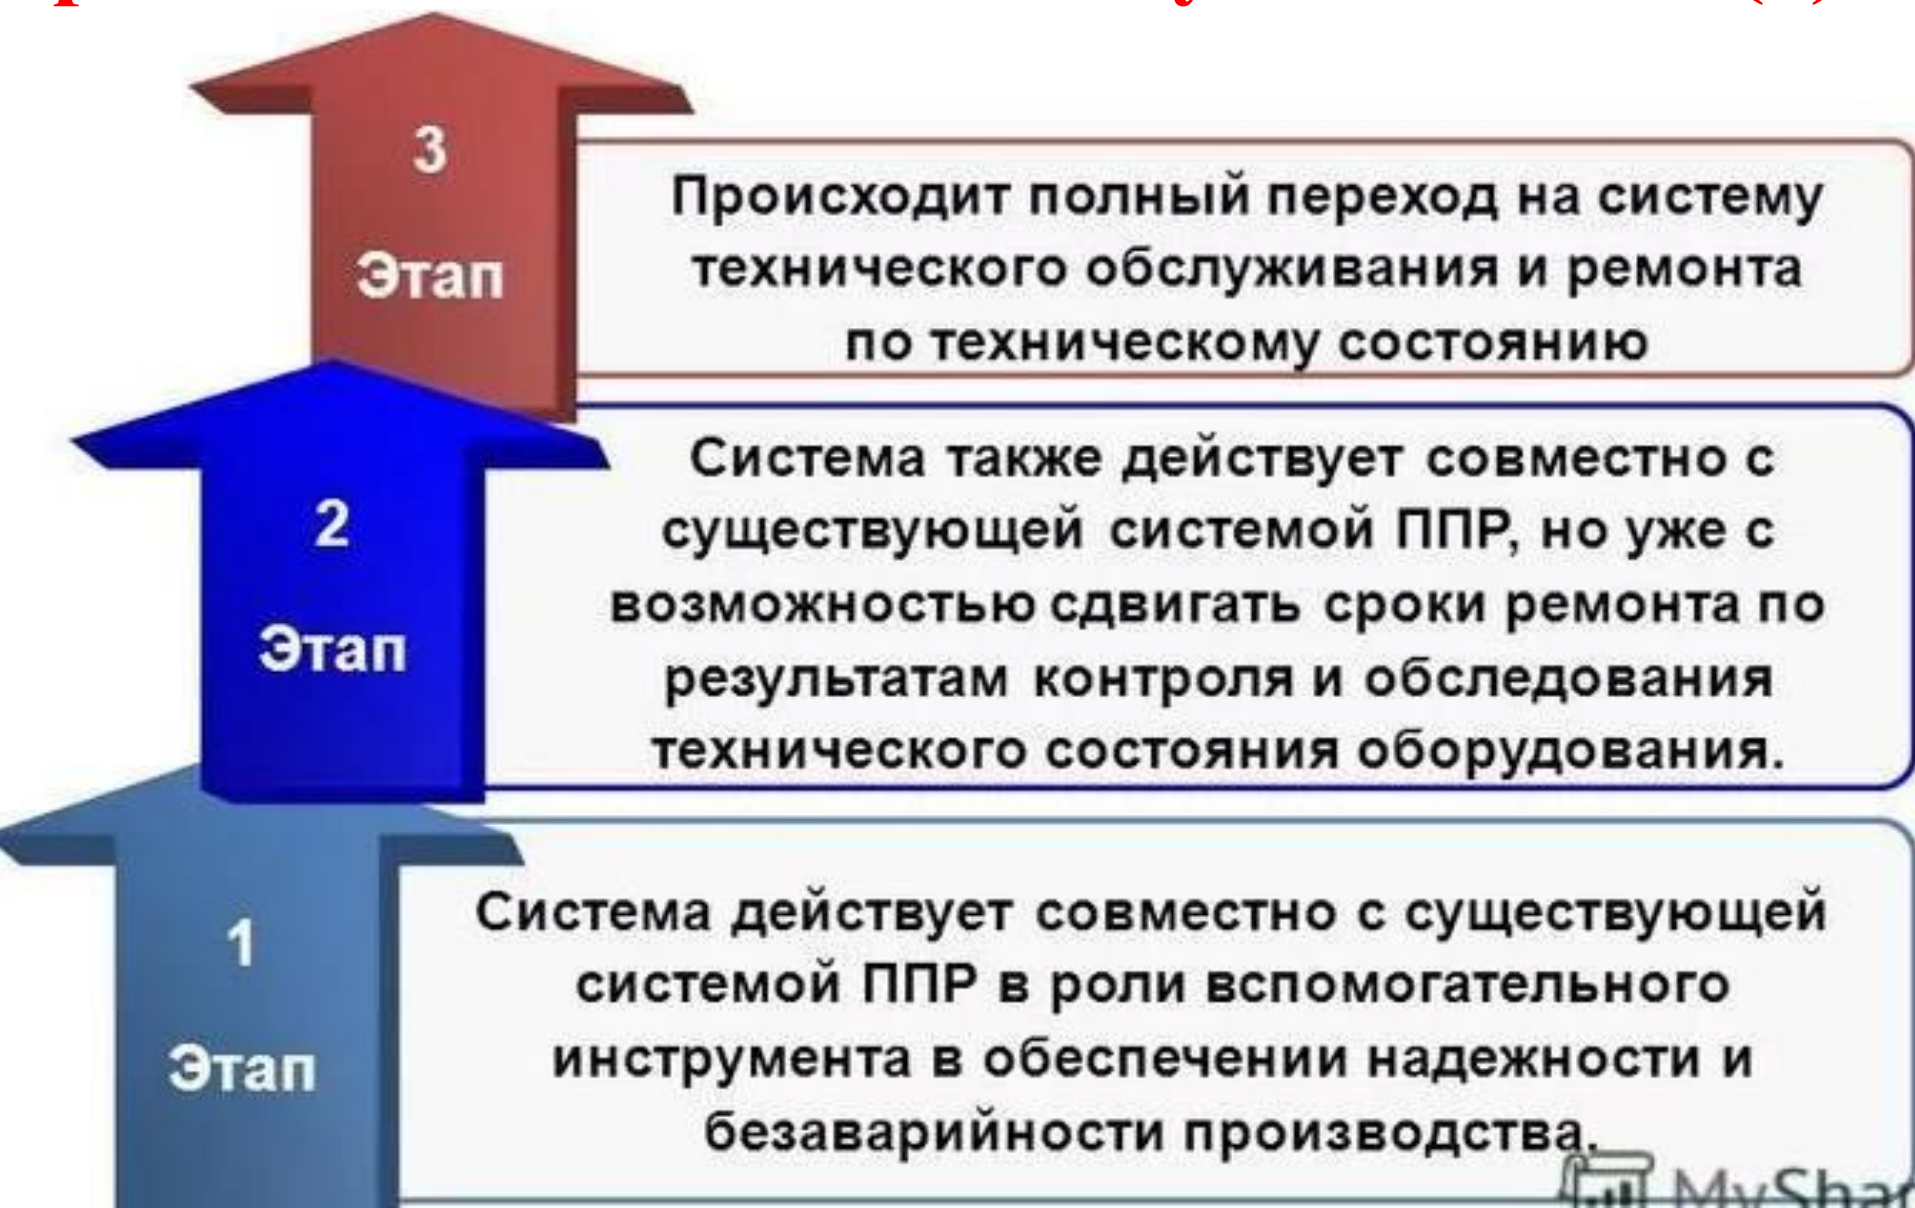 3
Этап
Происходит полный переход на систему
технического обслуживания и ремонта
по техническому состоянию
2
Этап
Система также действует совместно с
существующей системой ППР, но уже с
возможностью сдвигать сроки ремонта по
результатам контроля и обследования
технического состояния оборудования.
1
Этап
Система действует совместно с существующей
системой ППР в роли вспомогательного
инструмента в обеспечении надежности и
безаварийности производства.